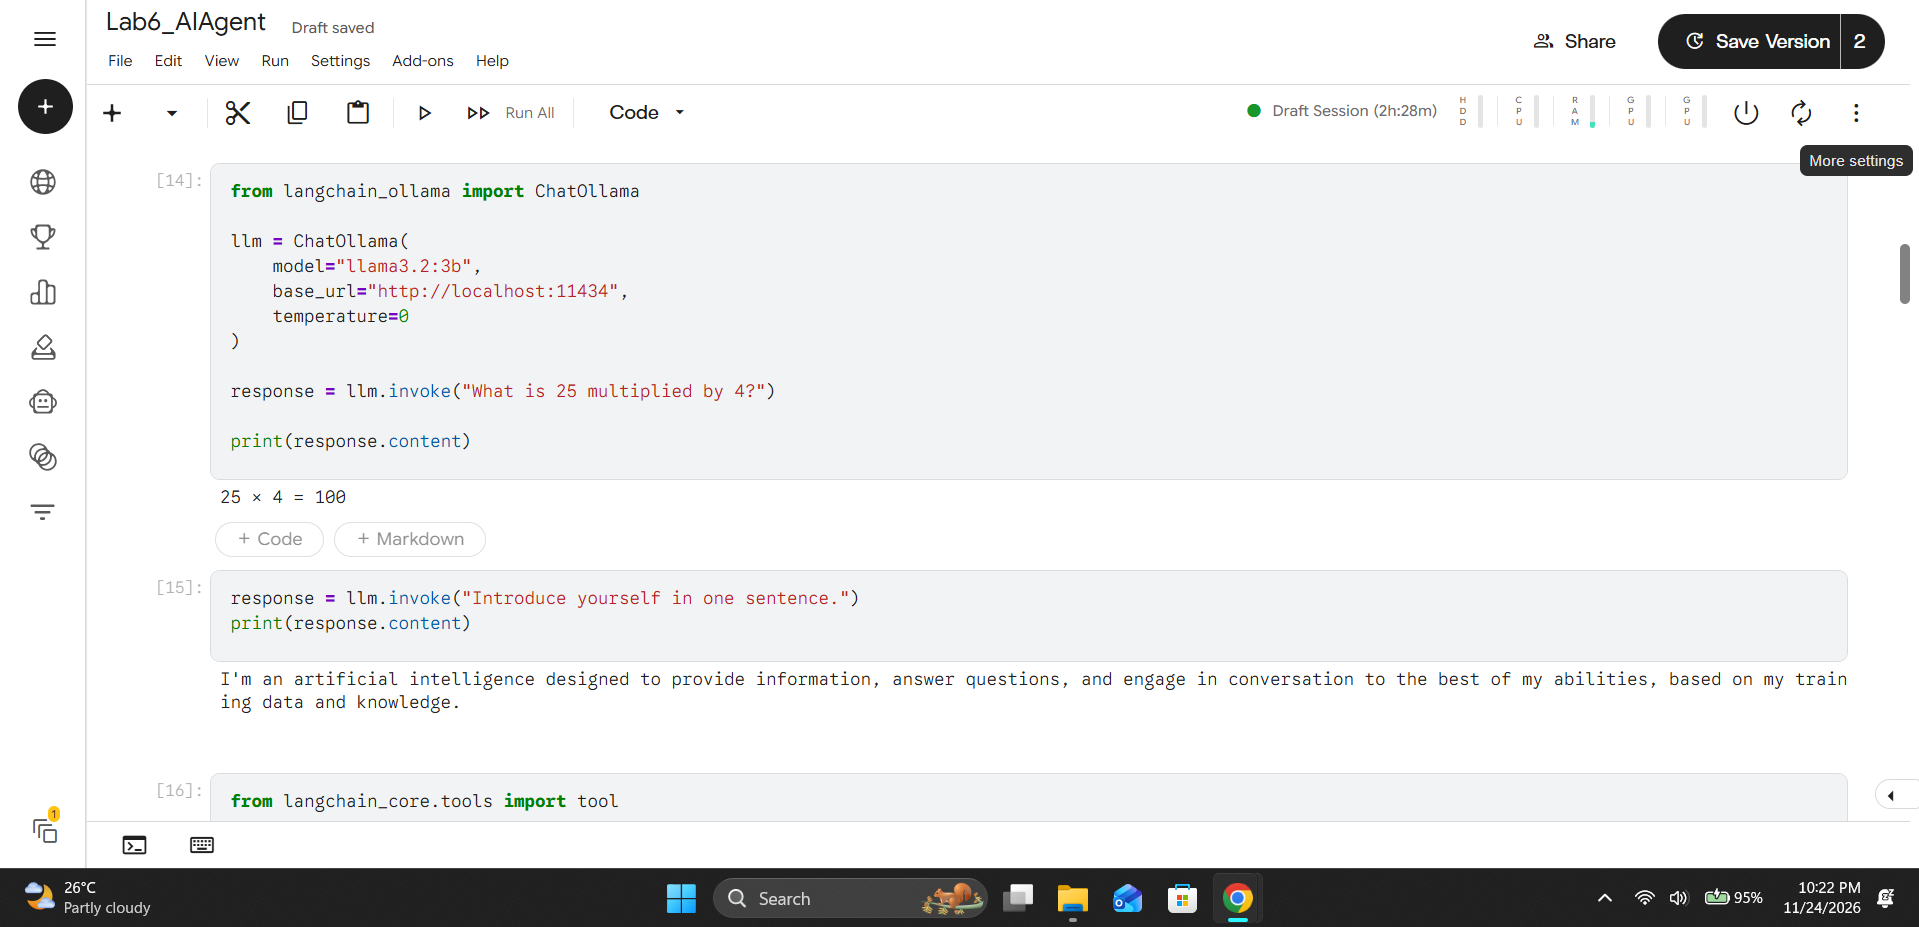 Lab6_AIAgent
Draft saved
File Edit View Run Settings Add-ons Help
Share
Save Version 2
Run All
Code
Draft Session (2h:28m)
HDD
CPU
RAM
GPU
GPU
More settings
[14]:
from langchain_ollama import ChatOllama
llm = ChatOllama(
    model="llama3.2:3b",
    base_url="http://localhost:11434",
    temperature=0
)
response = llm.invoke("What is 25 multiplied by 4?")
print(response.content)
25 × 4 = 100
+ Code + Markdown
[15]:
response = llm.invoke("Introduce yourself in one sentence.")
print(response.content)
I'm an artificial intelligence designed to provide information, answer questions, and engage in conversation to the best of my abilities, based on my train
ing data and knowledge.
[16]:
from langchain_core.tools import tool
1
26°C
Partly cloudy
Search
95%
10:22 PM
11/24/2026